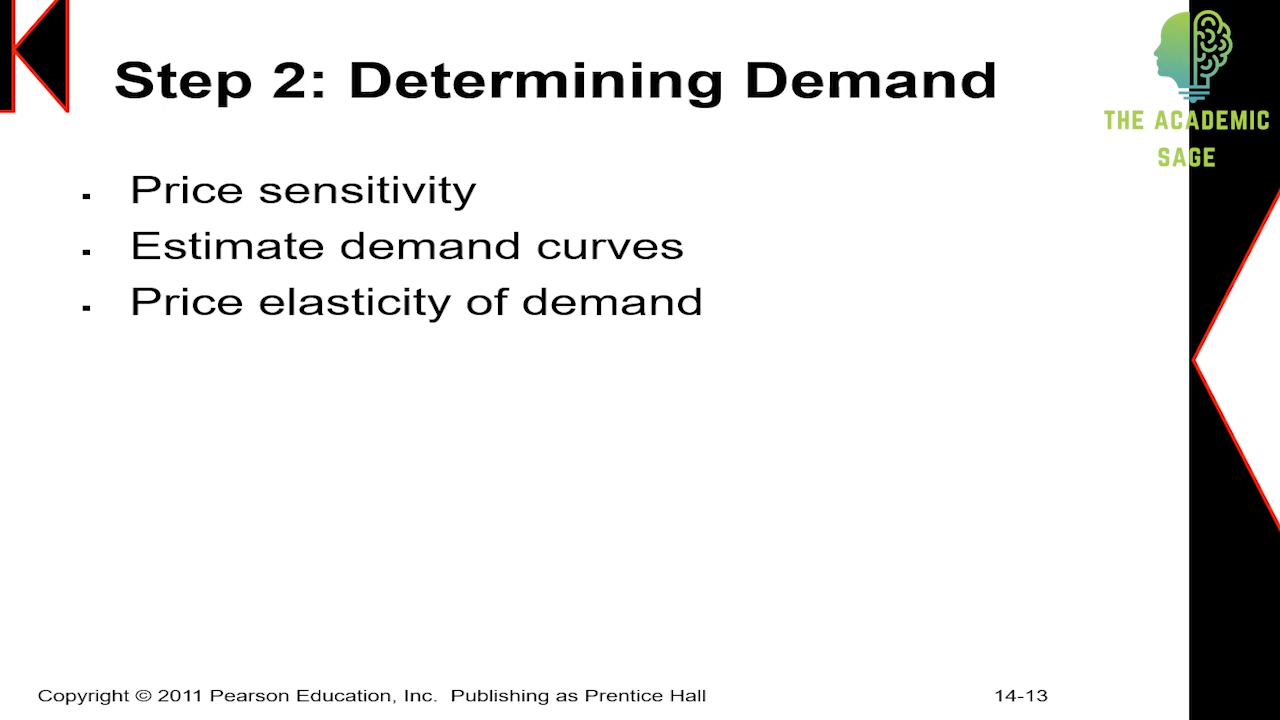 Step 2: Determining Demand
THE ACADEMIC
SAGE
▪ Price sensitivity
▪ Estimate demand curves
▪ Price elasticity of demand
Copyright © 2011 Pearson Education, Inc.  Publishing as Prentice Hall
14-13